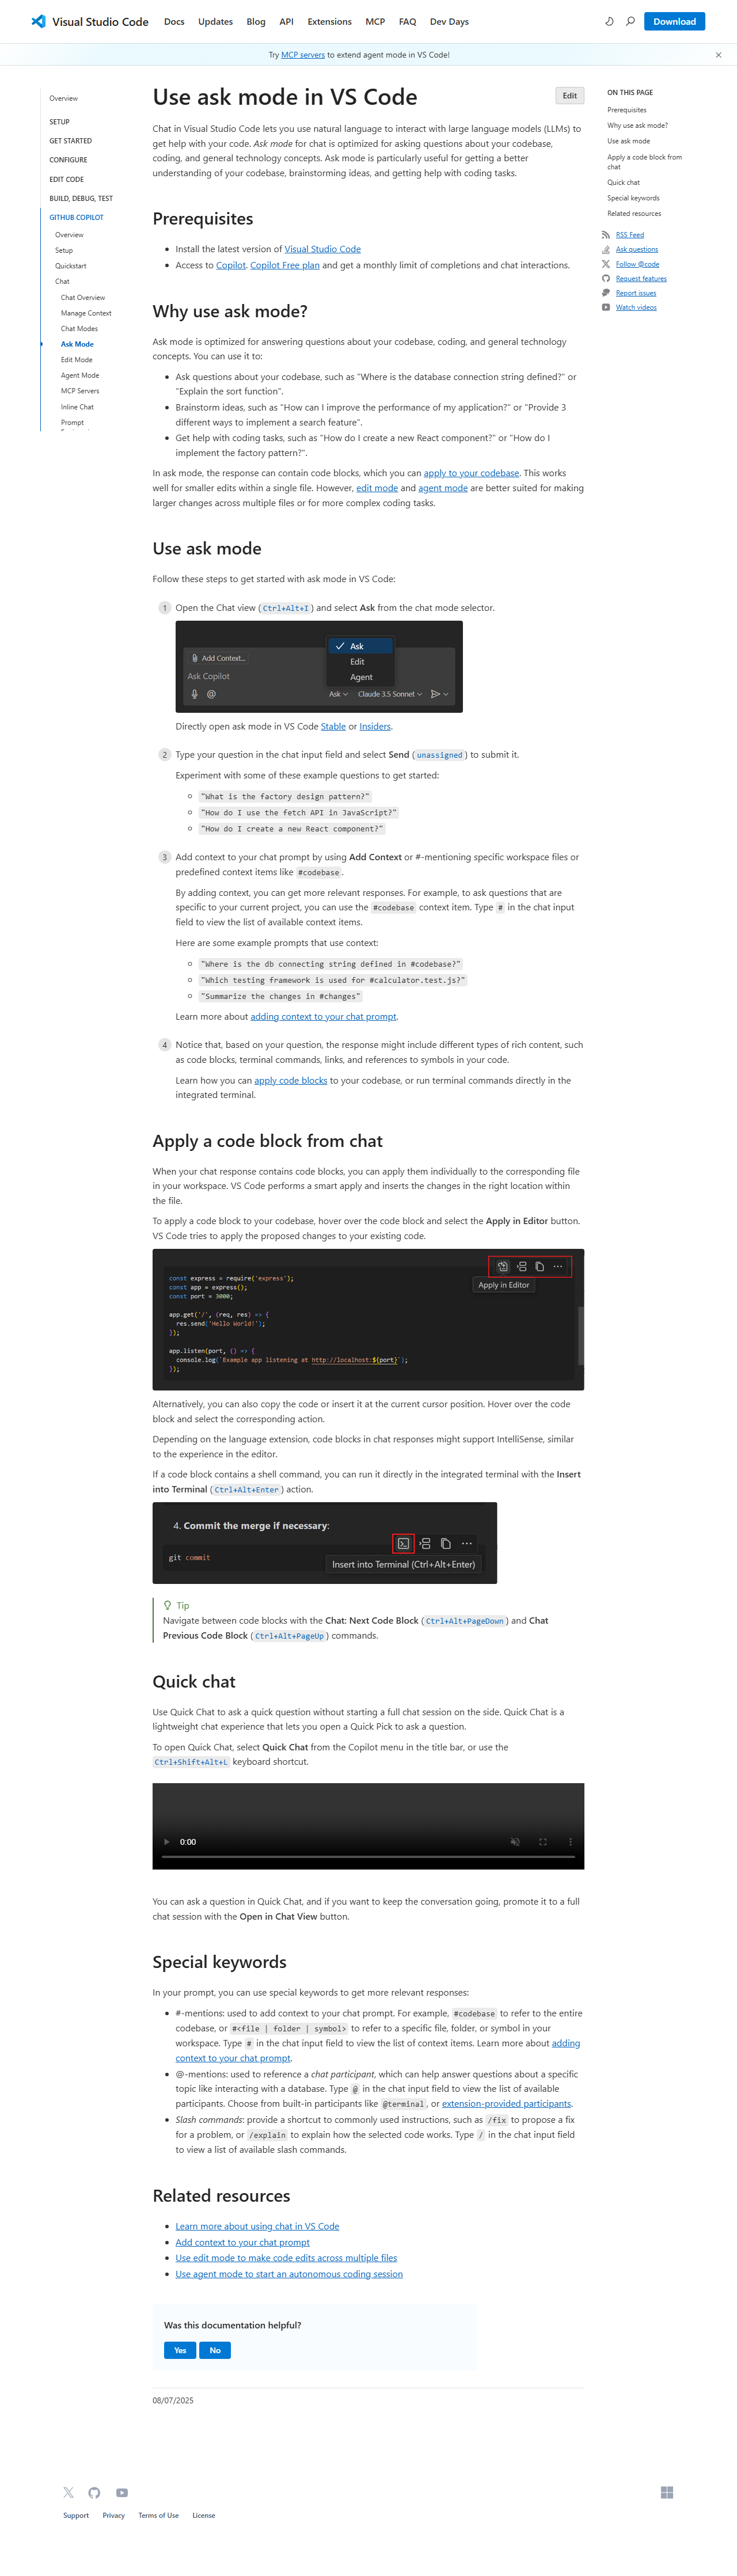 Visual Studio Code
Docs
Updates
Blog
API
Extensions
MCP
FAQ
Dev Days
Download
Try MCP servers to extend agent mode in VS Code!
Overview
SETUP
GET STARTED
CONFIGURE
EDIT CODE
BUILD, DEBUG, TEST
GITHUB COPILOT
Overview
Setup
Quickstart
Chat
Chat Overview
Manage Context
Chat Modes
Ask Mode
Edit Mode
Agent Mode
MCP Servers
Inline Chat
Prompt
Use ask mode in VS Code
Edit
Chat in Visual Studio Code lets you use natural language to interact with large language models (LLMs) to
get help with your code. Ask mode for chat is optimized for asking questions about your codebase,
coding, and general technology concepts. Ask mode is particularly useful for getting a better
understanding of your codebase, brainstorming ideas, and getting help with coding tasks.
Prerequisites
Install the latest version of Visual Studio Code
Access to Copilot. Copilot Free plan and get a monthly limit of completions and chat interactions.
Why use ask mode?
Ask mode is optimized for answering questions about your codebase, coding, and general technology
concepts. You can use it to:
Ask questions about your codebase, such as "Where is the database connection string defined?" or
"Explain the sort function".
Brainstorm ideas, such as "How can I improve the performance of my application?" or "Provide 3
different ways to implement a search feature".
Get help with coding tasks, such as "How do I create a new React component?" or "How do I
implement the factory pattern?".
In ask mode, the response can contain code blocks, which you can apply to your codebase. This works
well for smaller edits within a single file. However, edit mode and agent mode are better suited for making
larger changes across multiple files or for more complex coding tasks.
Use ask mode
Follow these steps to get started with ask mode in VS Code:
1 Open the Chat view (Ctrl+Alt+I) and select Ask from the chat mode selector.
Add Context...
Ask Copilot
Ask
Edit
Agent
Ask
Claude 3.5 Sonnet
Directly open ask mode in VS Code Stable or Insiders.
2 Type your question in the chat input field and select Send (unassigned) to submit it.
Experiment with some of these example questions to get started:
"What is the factory design pattern?"
"How do I use the fetch API in JavaScript?"
"How do I create a new React component?"
3 Add context to your chat prompt by using Add Context or #-mentioning specific workspace files or
predefined context items like #codebase.
By adding context, you can get more relevant responses. For example, to ask questions that are
specific to your current project, you can use the #codebase context item. Type # in the chat input
field to view the list of available context items.
Here are some example prompts that use context:
"Where is the db connecting string defined in #codebase?"
"Which testing framework is used for #calculator.test.js?"
"Summarize the changes in #changes"
Learn more about adding context to your chat prompt.
4 Notice that, based on your question, the response might include different types of rich content, such
as code blocks, terminal commands, links, and references to symbols in your code.
Learn how you can apply code blocks to your codebase, or run terminal commands directly in the
integrated terminal.
Apply a code block from chat
When your chat response contains code blocks, you can apply them individually to the corresponding file
in your workspace. VS Code performs a smart apply and inserts the changes in the right location within
the file.
To apply a code block to your codebase, hover over the code block and select the Apply in Editor button.
VS Code tries to apply the proposed changes to your existing code.
Apply in Editor
const express = require('express');
const app = express();
const port = 3000;
app.get('/', (req, res) => {
res.send('Hello World!');
});
app.listen(port, () => {
console.log(`Example app listening at http://localhost:${port}`);
});
Alternatively, you can also copy the code or insert it at the current cursor position. Hover over the code
block and select the corresponding action.
Depending on the language extension, code blocks in chat responses might support IntelliSense, similar
to the experience in the editor.
If a code block contains a shell command, you can run it directly in the integrated terminal with the Insert
into Terminal (Ctrl+Alt+Enter) action.
4. Commit the merge if necessary:
git commit
Insert into Terminal (Ctrl+Alt+Enter)
Tip
Navigate between code blocks with the Chat: Next Code Block (Ctrl+Alt+PageDown) and Chat
Previous Code Block (Ctrl+Alt+PageUp) commands.
Quick chat
Use Quick Chat to ask a quick question without starting a full chat session on the side. Quick Chat is a
lightweight chat experience that lets you open a Quick Pick to ask a question.
To open Quick Chat, select Quick Chat from the Copilot menu in the title bar, or use the
Ctrl+Shift+Alt+L keyboard shortcut.
0:00
You can ask a question in Quick Chat, and if you want to keep the conversation going, promote it to a full
chat session with the Open in Chat View button.
Special keywords
In your prompt, you can use special keywords to get more relevant responses:
#-mentions: used to add context to your chat prompt. For example, #codebase to refer to the entire
codebase, or #<file | folder | symbol> to refer to a specific file, folder, or symbol in your
workspace. Type # in the chat input field to view the list of context items. Learn more about adding
context to your chat prompt.
@-mentions: used to reference a chat participant, which can help answer questions about a specific
topic like interacting with a database. Type @ in the chat input field to view the list of available
participants. Choose from built-in participants like @terminal, or extension-provided participants.
Slash commands: provide a shortcut to commonly used instructions, such as /fix to propose a fix
for a problem, or /explain to explain how the selected code works. Type / in the chat input field
to view a list of available slash commands.
Related resources
Learn more about using chat in VS Code
Add context to your chat prompt
Use edit mode to make code edits across multiple files
Use agent mode to start an autonomous coding session
Was this documentation helpful?
Yes
No
08/07/2025
ON THIS PAGE
Prerequisites
Why use ask mode?
Use ask mode
Apply a code block from
chat
Quick chat
Special keywords
Related resources
RSS Feed
Ask questions
Follow @code
Request features
Report issues
Watch videos
Support
Privacy
Terms of Use
License